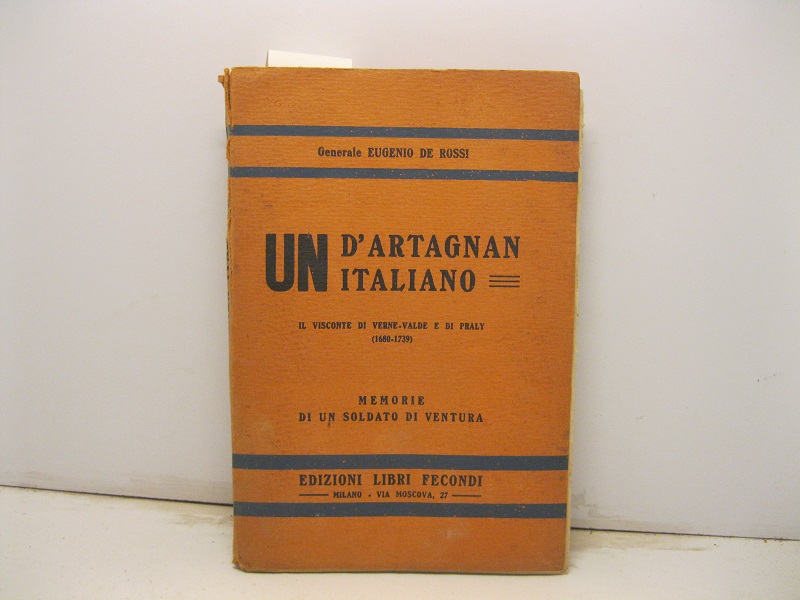 Generale EUGENIO DE ROSSI
UN D'ARTAGNAN
ITALIANO
IL VISCONTE DI VERNE-VALDE E DI PRALY
(1680-1739)
MEMORIE
DI UN SOLDATO DI VENTURA
EDIZIONI LIBRI FECONDI
MILANO - VIA MOSCOVA, 27